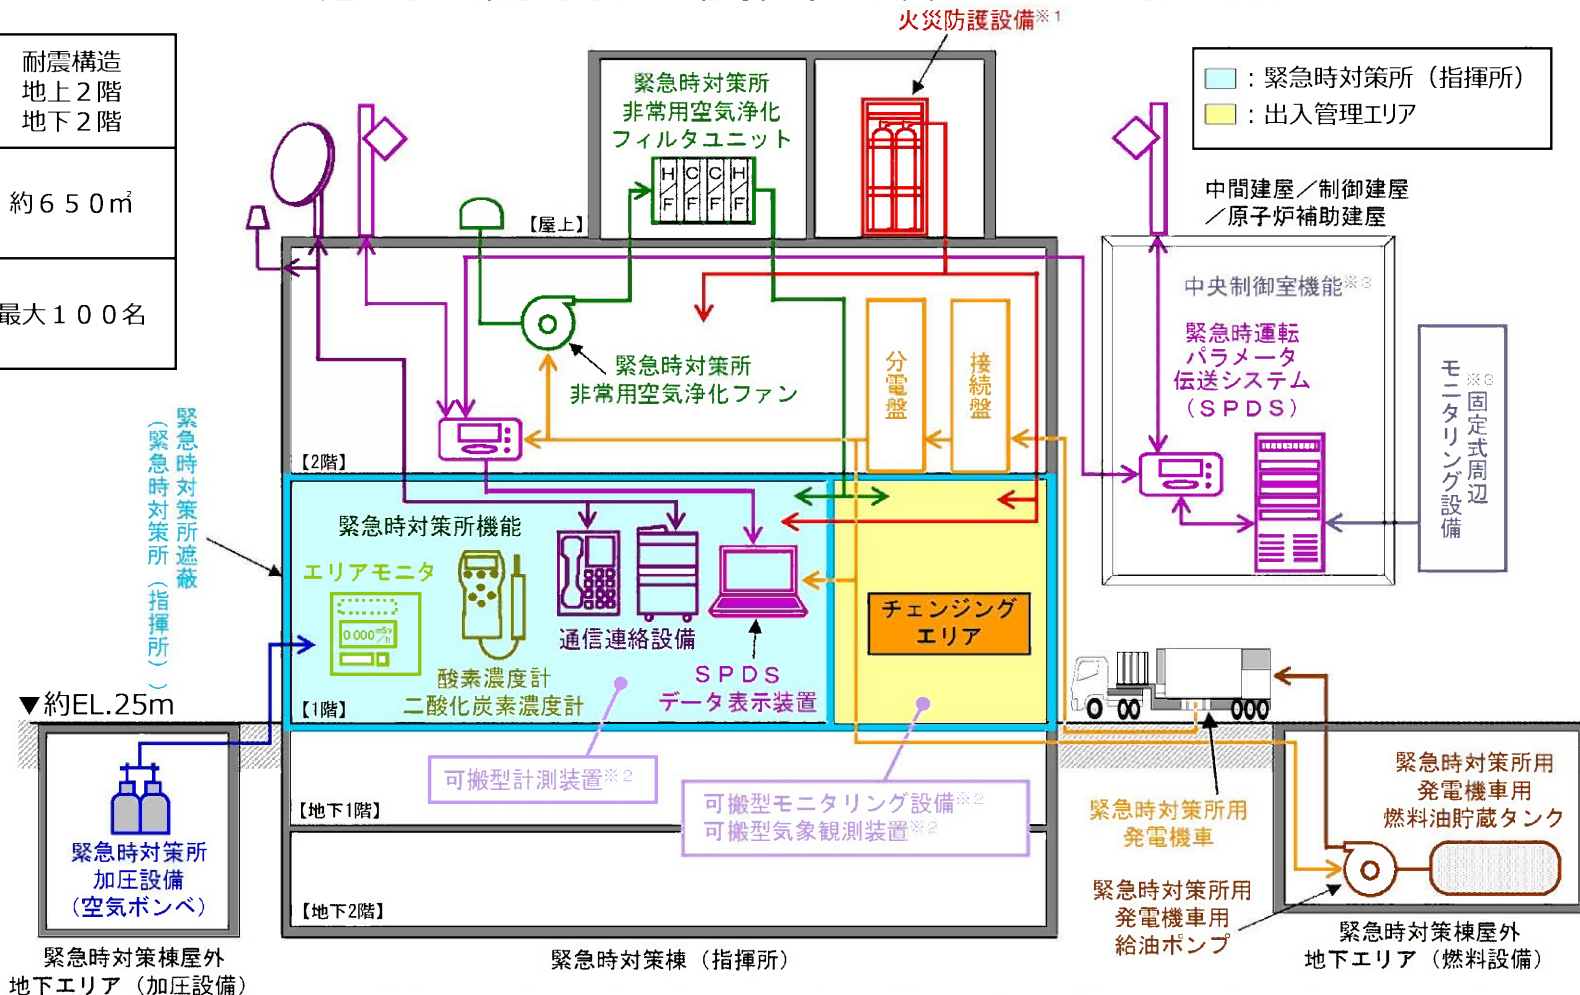 火災防護設備※1
耐震構造
地上２階
地下２階
約６５０㎡
最大１００名
：緊急時対策所（指揮所）
：出入管理エリア
緊急時対策所
非常用空気浄化
フィルタユニット
H/F C/F C/F H/F
【屋上】
中間建屋／制御建屋
／原子炉補助建屋
中央制御室機能※3
緊急時運転
パラメータ
伝送システム
（ＳＰＤＳ）
※3固定式周辺
モニタリング設備
緊急時対策所
非常用空気浄化ファン
分電盤
接続盤
【2階】
緊急時対策所遮蔽
（緊急時対策所（指揮所））
緊急時対策所機能
エリアモニタ
0.000mSv/h
酸素濃度計
二酸化炭素濃度計
通信連絡設備
ＳＰＤＳ
データ表示装置
チェンジング
エリア
【1階】
▼約EL.25m
可搬型計測装置※2
可搬型モニタリング設備※2
可搬型気象観測装置※2
【地下1階】
【地下2階】
緊急時対策所
加圧設備
（空気ボンベ）
緊急時対策棟屋外
地下エリア（加圧設備）
緊急時対策棟（指揮所）
緊急時対策所用
発電機車
緊急時対策所用
発電機車用
給油ポンプ
緊急時対策所用
発電機車用
燃料油貯蔵タンク
緊急時対策棟屋外
地下エリア（燃料設備）